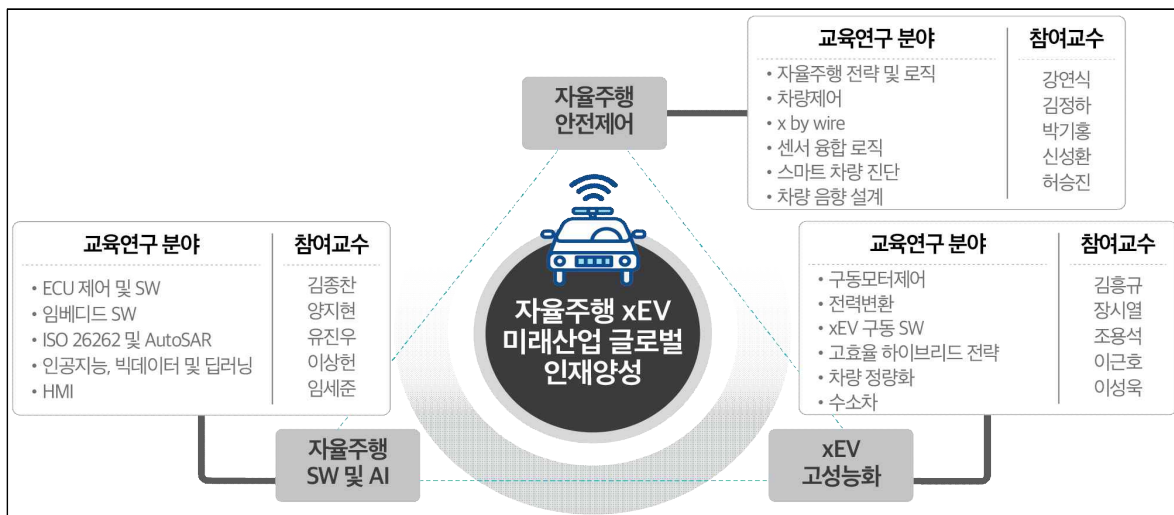 교육연구 분야
참여교수
• 자율주행 전략 및 로직
• 차량제어
• x by wire
• 센서 융합 로직
• 스마트 차량 진단
• 차량 음향 설계
강연식
김정하
박기홍
신성환
허승진
자율주행
안전제어
교육연구 분야
참여교수
• ECU 제어 및 SW
• 임베디드 SW
• ISO 26262 및 AutoSAR
• 인공지능, 빅데이터 및 딥러닝
• HMI
김종찬
양지현
유진우
이상헌
임세준
자율주행 xEV
미래산업 글로벌
인재양성
교육연구 분야
참여교수
• 구동모터제어
• 전력변환
• xEV 구동 SW
• 고효율 하이브리드 전략
• 차량 정량화
• 수소차
김흥규
장시열
조용석
이근호
이성욱
자율주행
SW 및 AI
xEV
고성능화